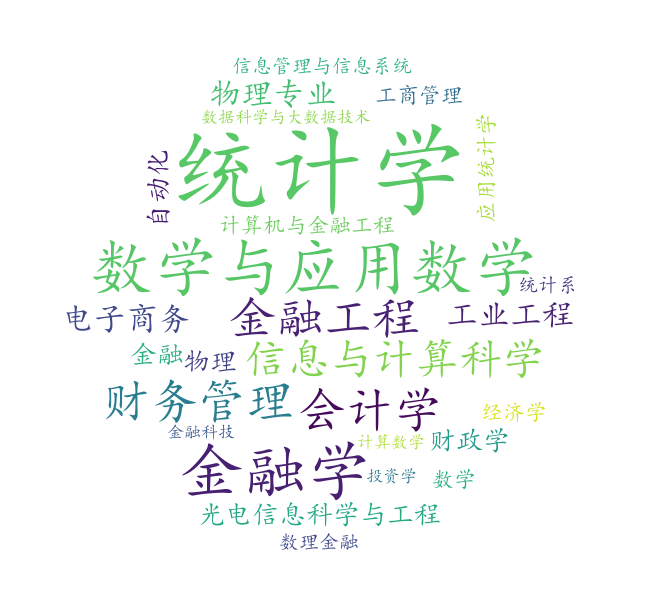 信息管理与信息系统
物理专业
工商管理
数据科学与大数据技术
统计学
自动化
应用统计学
计算机与金融工程
数学与应用数学
统计系
电子商务
金融工程
工业工程
金融
物理
信息与计算科学
财务管理
会计学
经济学
金融科技
计算数学
财政学
金融学
投资学
数学
光电信息科学与工程
数理金融